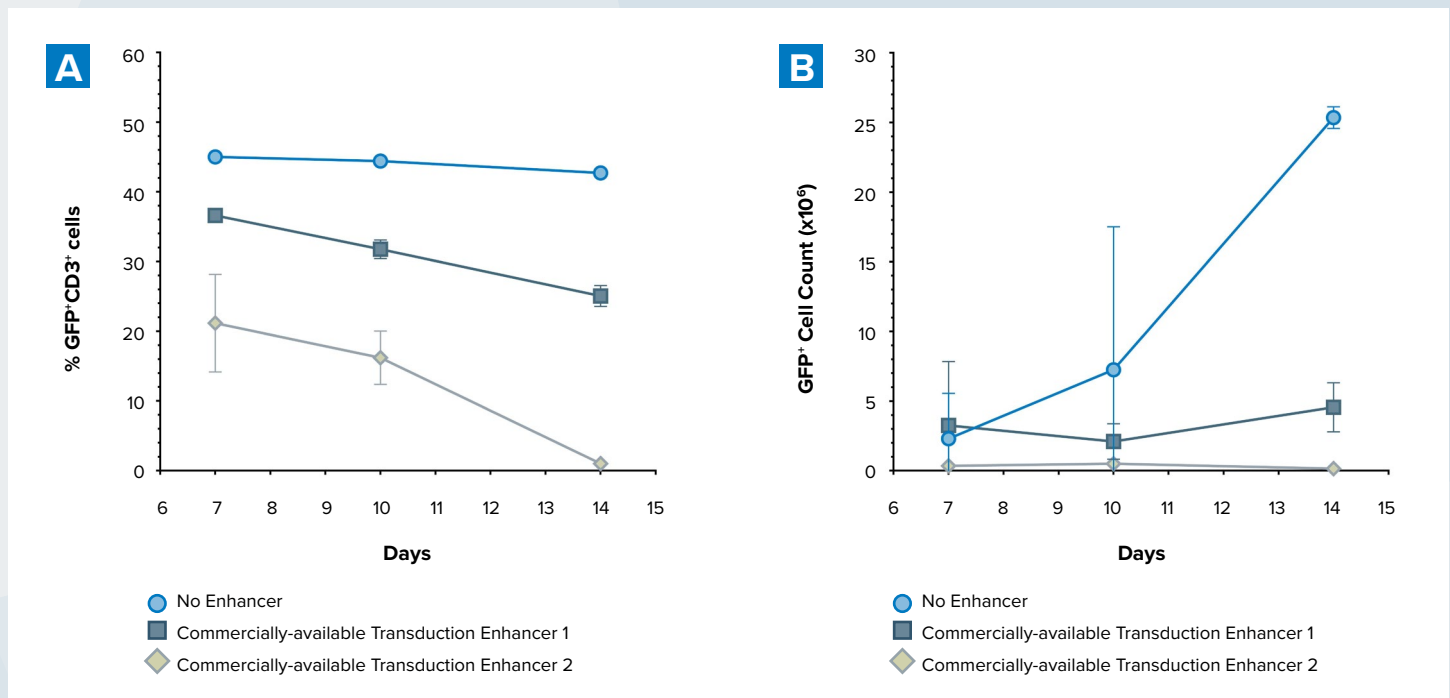 A
60
50
40
30
20
10
0
% GFP⁺CD3⁺ cells
6 7 8 9 10 11 12 13 14 15
Days
No Enhancer
Commercially-available Transduction Enhancer 1
Commercially-available Transduction Enhancer 2
B
30
25
20
15
10
5
0
GFP⁺ Cell Count (x10⁶)
6 7 8 9 10 11 12 13 14 15
Days
No Enhancer
Commercially-available Transduction Enhancer 1
Commercially-available Transduction Enhancer 2